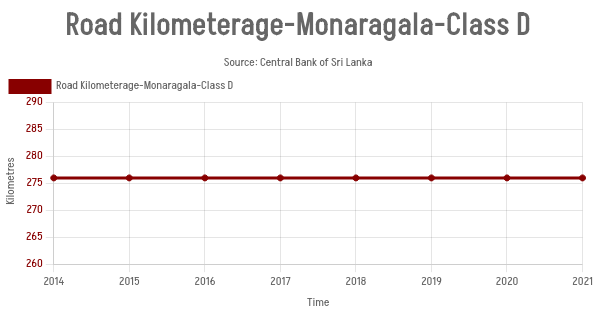 Road Kilometerage-Monaragala-Class D
Source: Central Bank of Sri Lanka
Road Kilometerage-Monaragala-Class D
290
285
280
275
270
265
260
Kilometres
2014 2015 2016 2017 2018 2019 2020 2021
Time